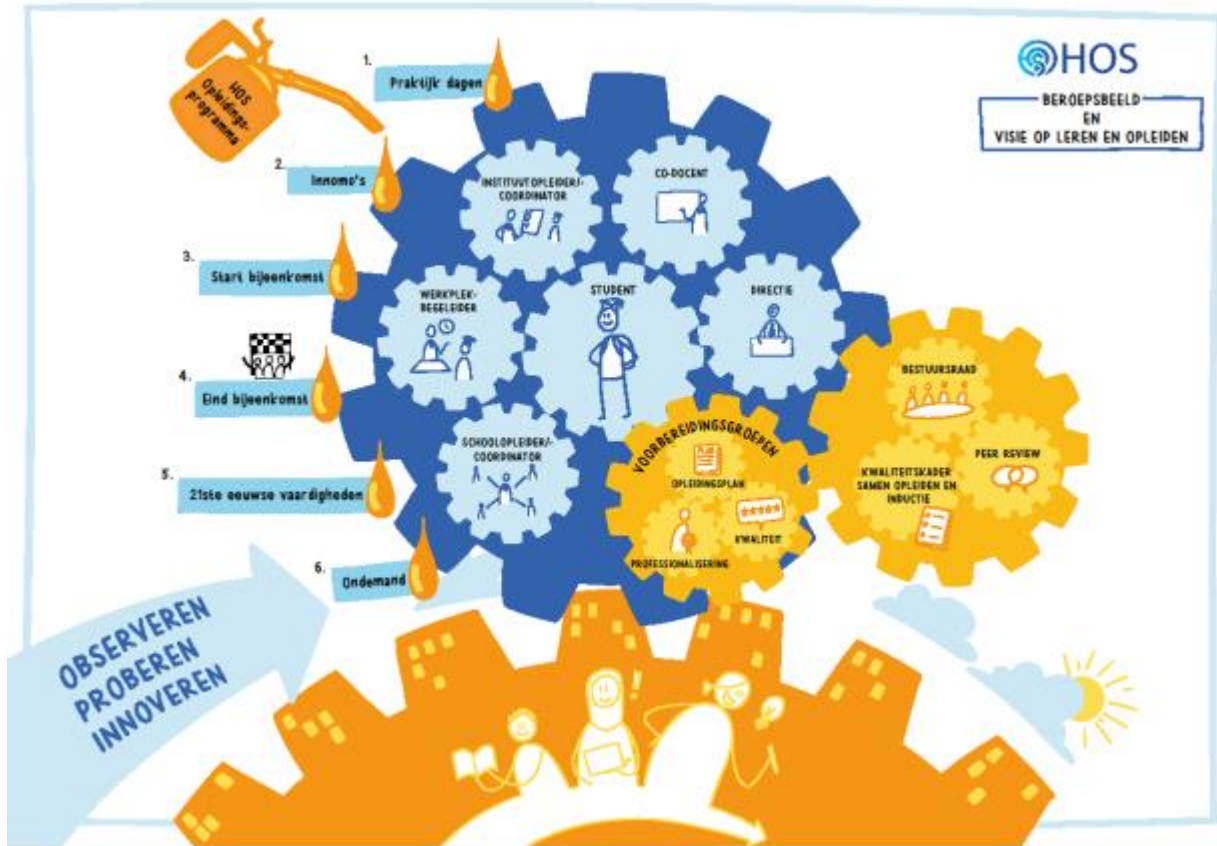 HOS
Opleidings-
programma
1.
Praktijk dagen
2.
Innomo's
3.
Start bijeenkomst
4.
Eind bijeenkomst
5.
21ste eeuwse vaardigheden
6.
Ondemand
HOS
BEROEPSBEELD
EN
VISIE OP LEREN EN OPLEIDEN
INSTITUUTOPLEIDER/-
COORDINATOR
CO-DOCENT
WERKPLEK-
BEGELEIDER
STUDENT
DIRECTIE
SCHOOLOPLEIDER/-
COORDINATOR
VOORBEREIDINGSGROEPEN
OPLEIDINGSPLAN
KWALITEIT
PROFESSIONALISERING
BESTUURSRAAD
PEER REVIEW
KWALITEITSKADER
SAMEN OPLEIDEN EN
INDUCTIE
OBSERVEREN
PROBEREN
INNOVEREN
!